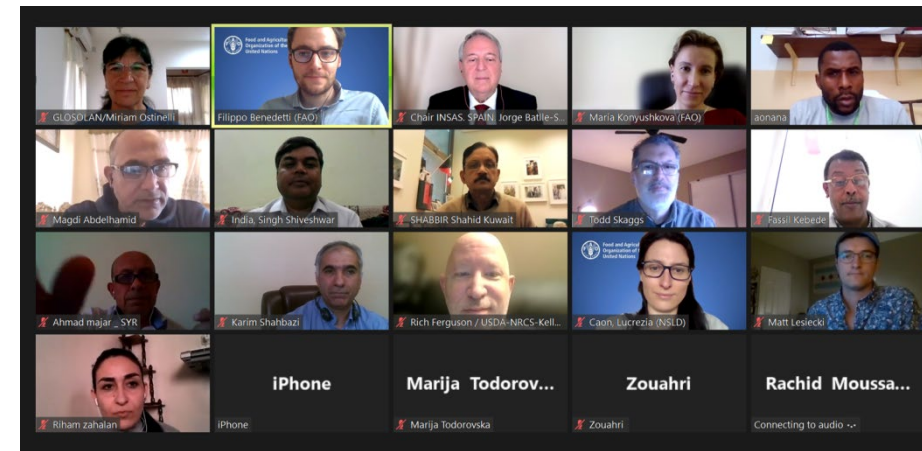 Food and Agricultu
Organization of the
United Nations
GLOSOLAN/Miriam Ostinelli
Filippo Benedetti (FAO)
Chair INSAS. SPAIN. Jorge Batlle-S...
Maria Konyushkova (FAO)
aonana
Magdi Abdelhamid
India, Singh Shiveshwar
SHABBIR Shahid Kuwait
Todd Skaggs
Fassil Kebede
Food and Agricul
Organization of
United Nations
Ahmad majar _ SYR
Karim Shahbazi
Rich Ferguson / USDA-NRCS-Kell...
Caon, Lucrezia (NSLD)
Matt Lesiecki
Riham zahalan
iPhone
Marija Todorov...
Zouahri
Rachid Moussa...
iPhone
Marija Todorovska
Zouahri
Connecting to audio